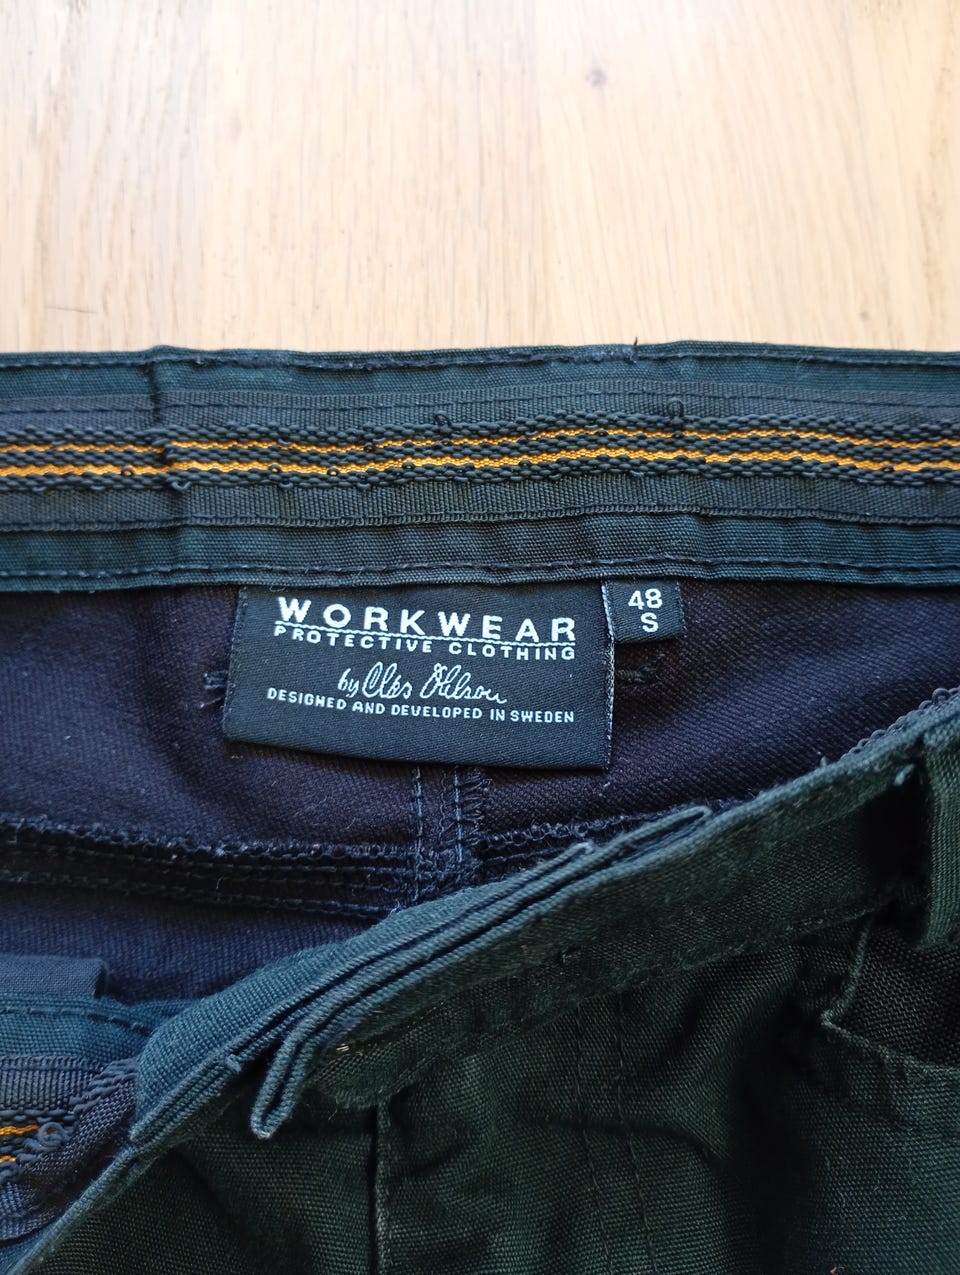 WORKWEAR
PROTECTIVE CLOTHING
by Clas Ohlson
DESIGNED AND DEVELOPED IN SWEDEN
48
S